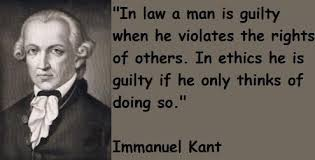 "In law a man is guilty
when he violates the rights
of others. In ethics he is
guilty if he only thinks of
doing so."
Immanuel Kant